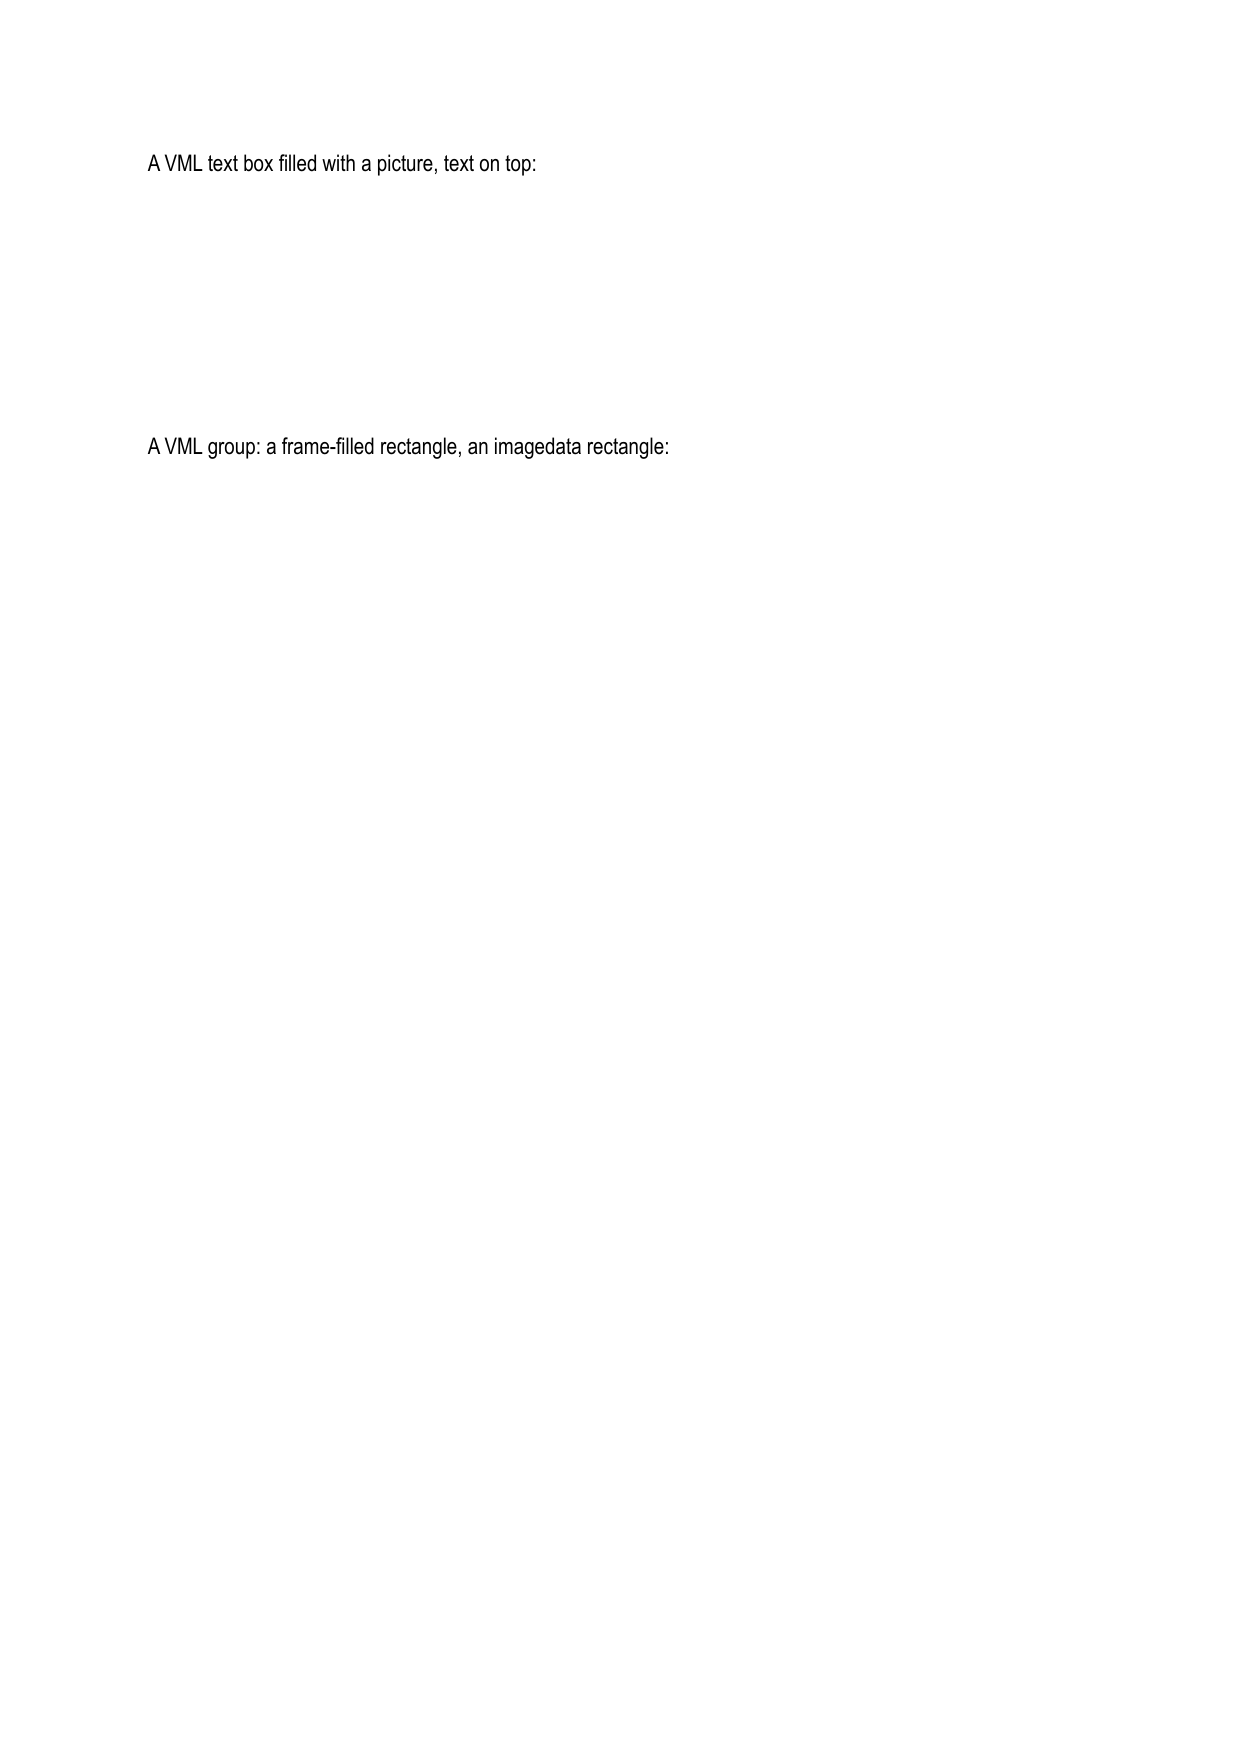 A VML text box filled with a picture, text on top:
A VML group: a frame-filled rectangle, an imagedata rectangle: